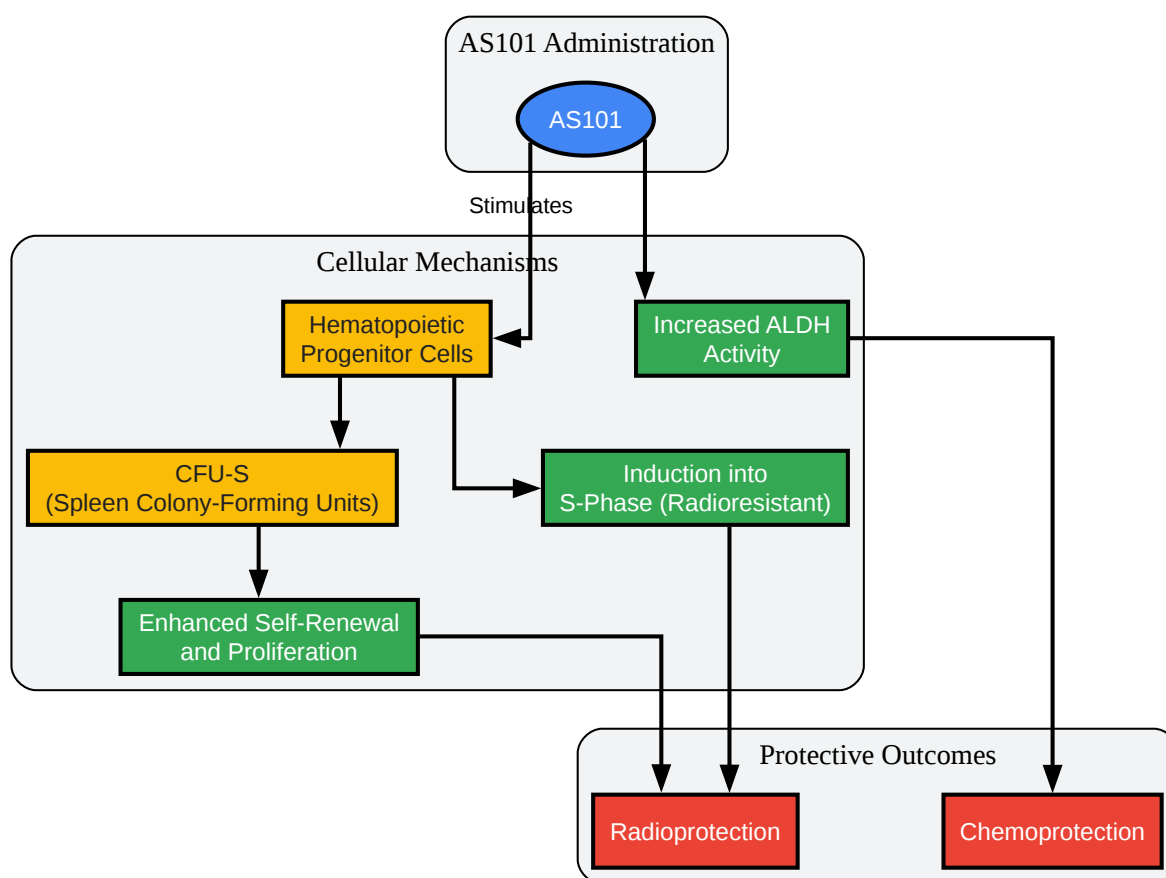 AS101 Administration
AS101
Stimulates
Cellular Mechanisms
Hematopoietic
Progenitor Cells
Increased ALDH
Activity
CFU-S
(Spleen Colony-Forming Units)
Induction into
S-Phase (Radioresistant)
Enhanced Self-Renewal
and Proliferation
Protective Outcomes
Radioprotection
Chemoprotection